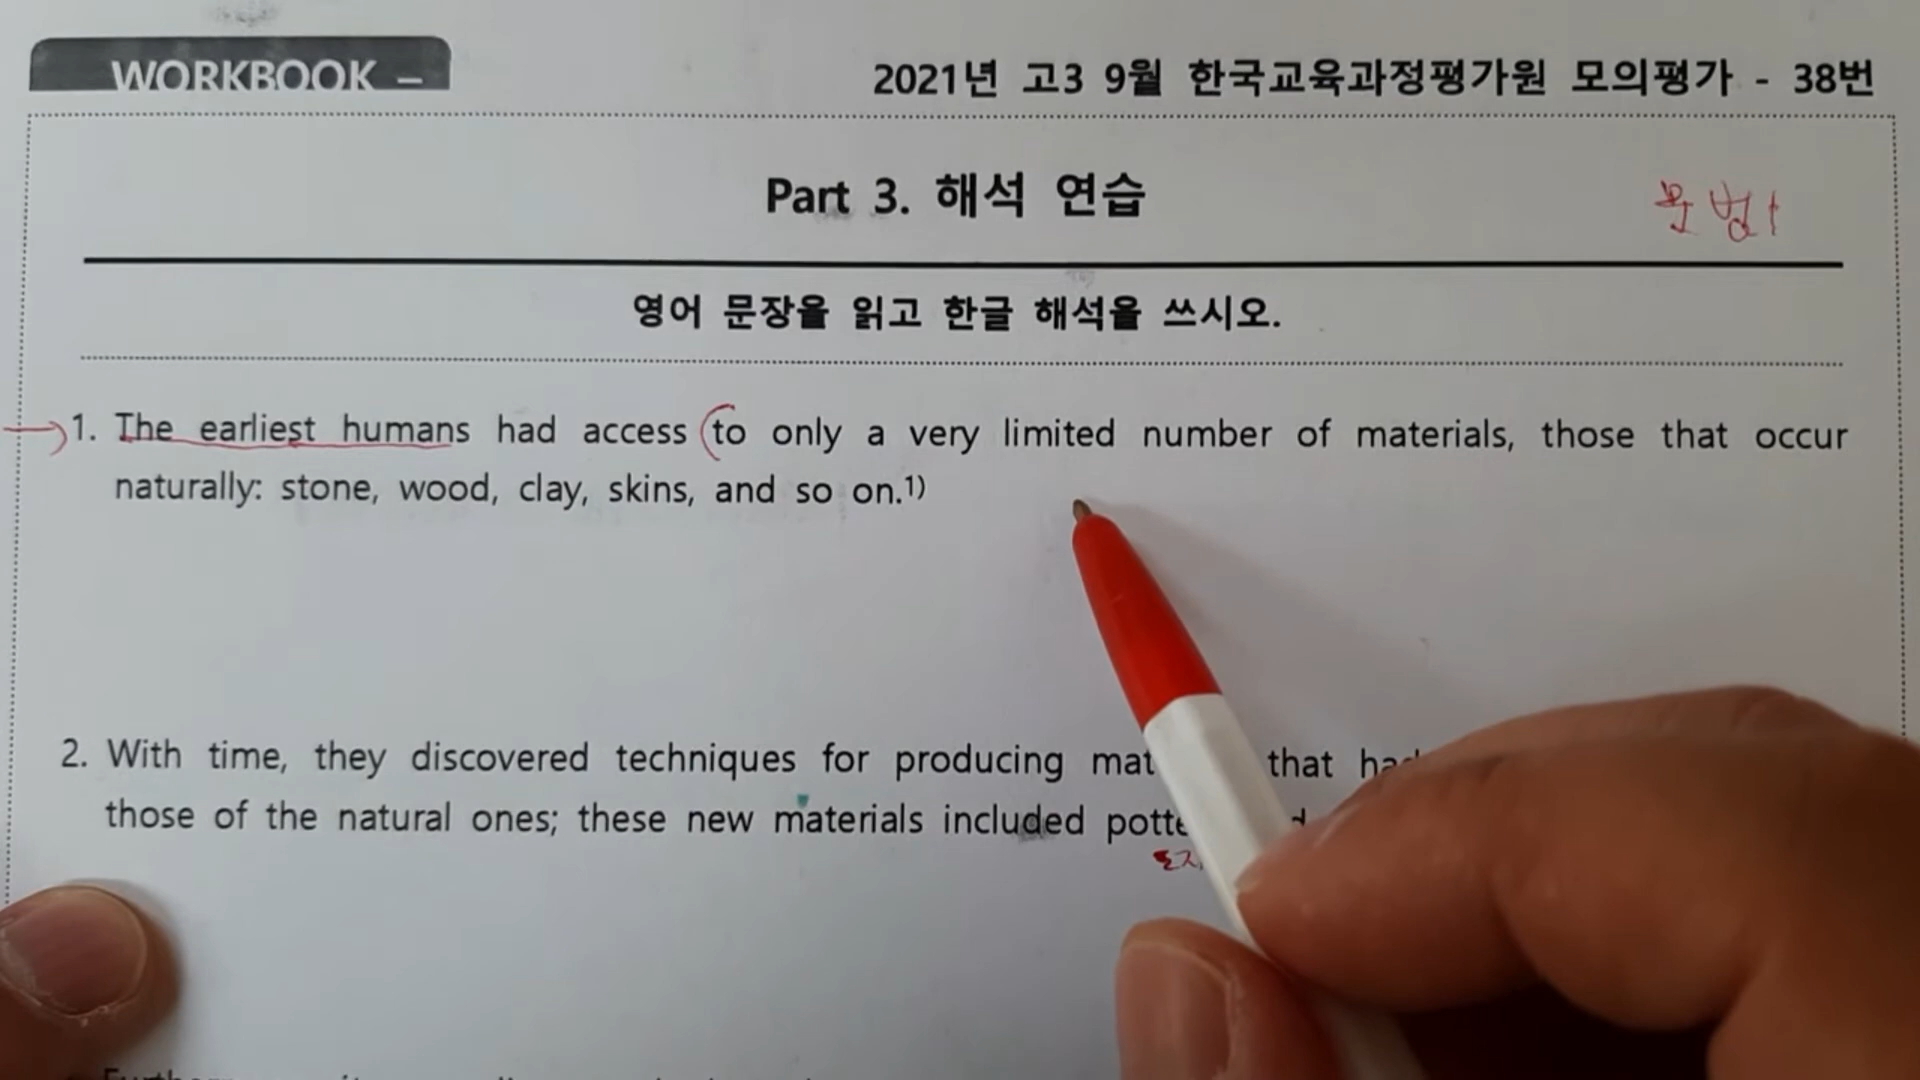 WORKBOOK –
2021년 고3 9월 한국교육과정평가원 모의평가 - 38번
Part 3. 해석 연습
문법
영어 문장을 읽고 한글 해석을 쓰시오.
1. The earliest humans had access to only a very limited number of materials, those that occur
naturally: stone, wood, clay, skins, and so on.1)
2. With time, they discovered techniques for producing that
those of the natural ones; these new materials included